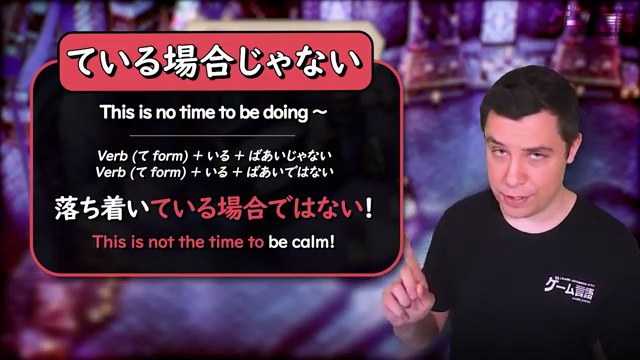 ている場合じゃない
This is no time to be doing ～
Verb (て form) + いる + ばあいじゃない
Verb (て form) + いる + ばあいではない
落ち着いている場合ではない!
This is not the time to be calm!
ゲーム言語